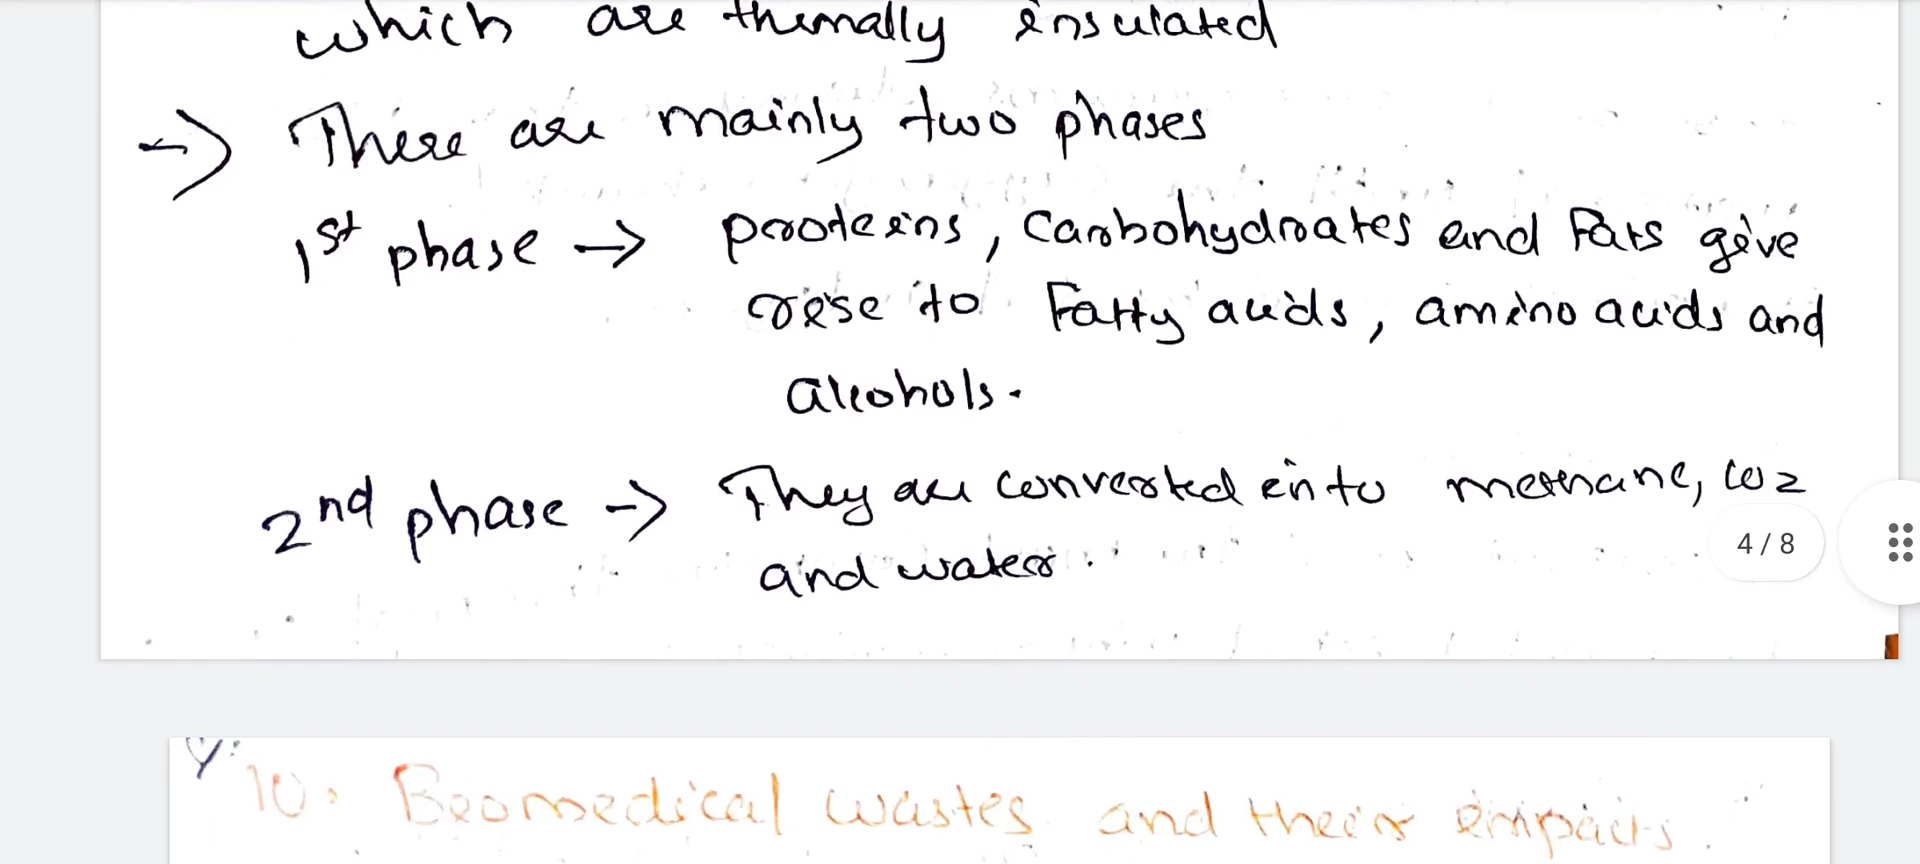 which are themally insulated
→ There are mainly two phases
1st phase → proteins, Carbohydrates and Fats give
rise to Fatty acids, amino acids and
alcohols.
2nd phase → They are converted into methane, co2
4 / 8
and water.
10. Biomedical wastes and their impacts.